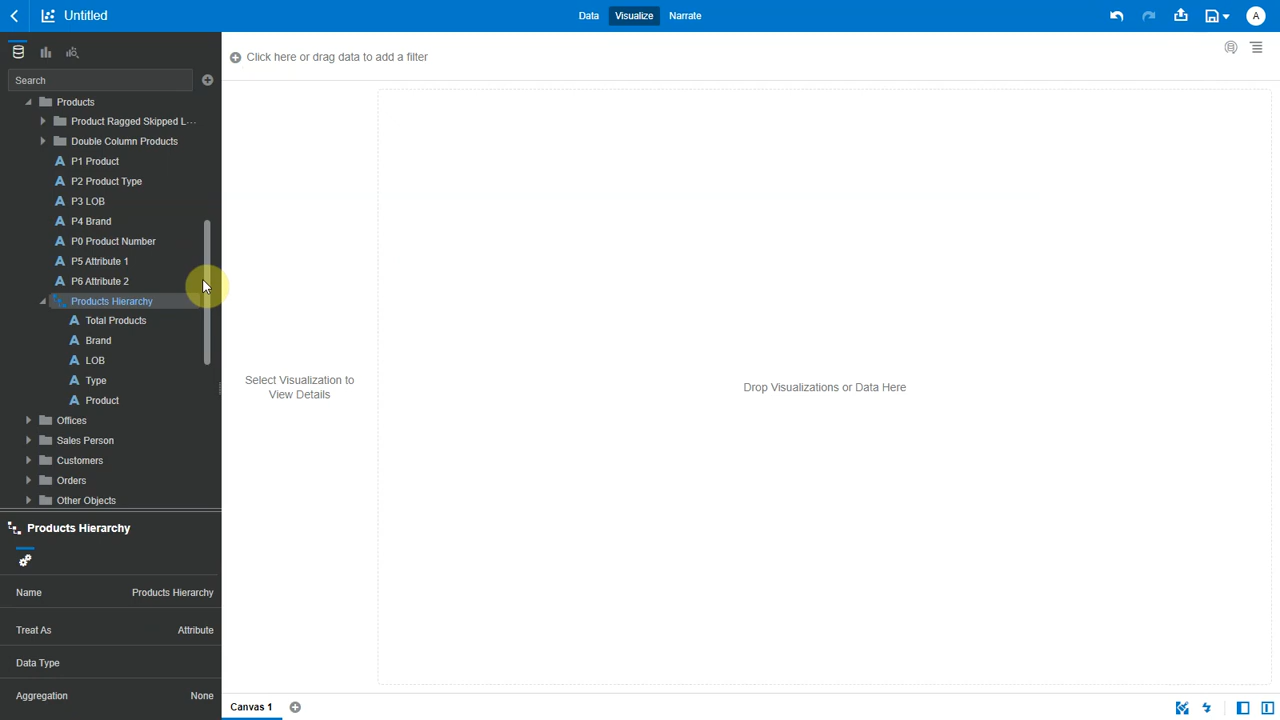 Untitled
Data
Visualize
Narrate
A
Search
Click here or drag data to add a filter
Products
Product Ragged Skipped L...
Double Column Products
A P1 Product
A P2 Product Type
A P3 LOB
A P4 Brand
A P0 Product Number
A P5 Attribute 1
A P6 Attribute 2
Products Hierarchy
A Total Products
A Brand
A LOB
A Type
A Product
Offices
Sales Person
Customers
Orders
Other Objects
Select Visualization to
View Details
Drop Visualizations or Data Here
Products Hierarchy
Name Products Hierarchy
Treat As Attribute
Data Type
Aggregation None
Canvas 1